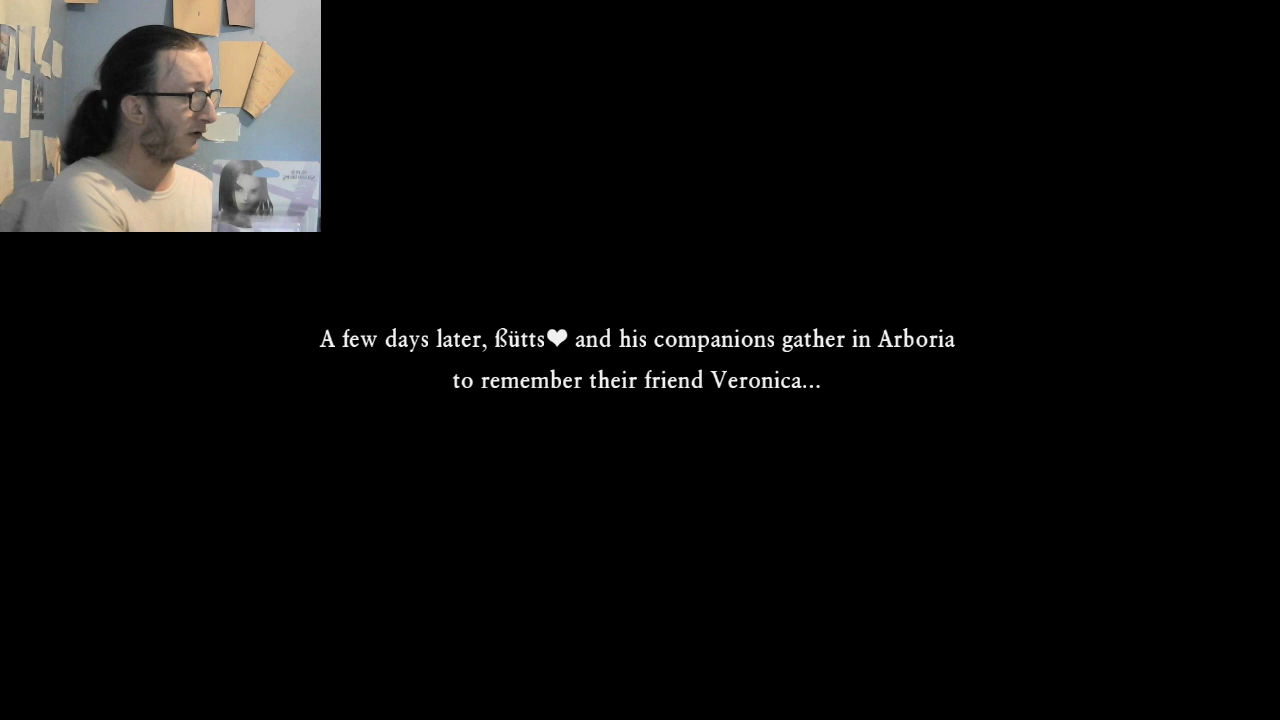 A few days later, ßütts❤ and his companions gather in Arboria
to remember their friend Veronica...